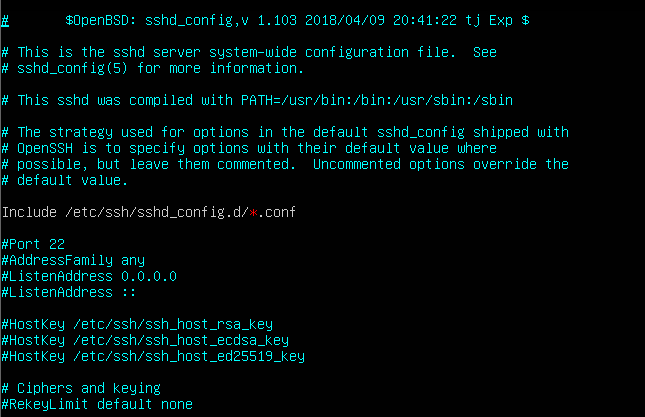 #       $OpenBSD: sshd_config,v 1.103 2018/04/09 20:41:22 tj Exp $
# This is the sshd server system-wide configuration file.  See
# sshd_config(5) for more information.
# This sshd was compiled with PATH=/usr/bin:/bin:/usr/sbin:/sbin
# The strategy used for options in the default sshd_config shipped with
# OpenSSH is to specify options with their default value where
# possible, but leave them commented.  Uncommented options override the
# default value.
Include /etc/ssh/sshd_config.d/*.conf
#Port 22
#AddressFamily any
#ListenAddress 0.0.0.0
#ListenAddress ::
#HostKey /etc/ssh/ssh_host_rsa_key
#HostKey /etc/ssh/ssh_host_ecdsa_key
#HostKey /etc/ssh/ssh_host_ed25519_key
# Ciphers and keying
#RekeyLimit default none